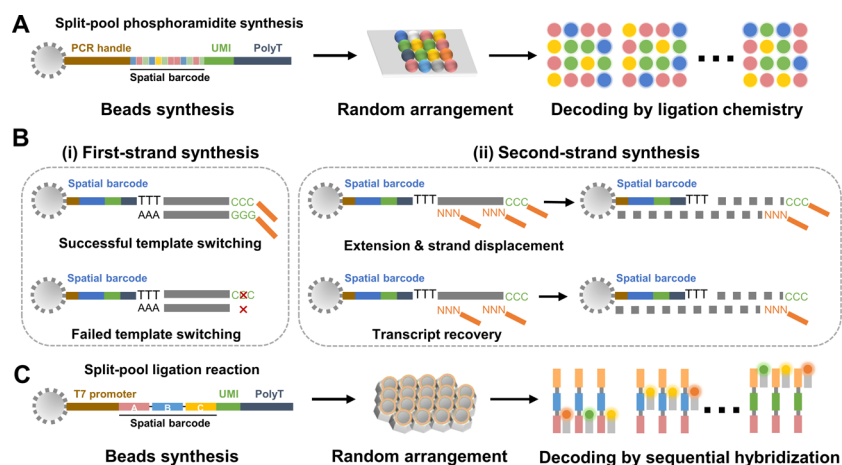 A
Split-pool phosphoramidite synthesis
PCR handle
UMI
PolyT
Spatial barcode
Beads synthesis
Random arrangement
Decoding by ligation chemistry
B
(i) First-strand synthesis
(ii) Second-strand synthesis
Spatial barcode
TTT
CCC
AAA
GGG
Successful template switching
Spatial barcode
TTT
CCC
NNN
NNN
Spatial barcode
TTT
CCC
NNN
Extension & strand displacement
Spatial barcode
TTT
CCC
AAA
Failed template switching
Spatial barcode
TTT
CCC
NNN
NNN
Spatial barcode
TTT
CCC
NNN
Transcript recovery
C
Split-pool ligation reaction
T7 promoter
UMI
PolyT
A
B
C
Spatial barcode
Beads synthesis
Random arrangement
Decoding by sequential hybridization